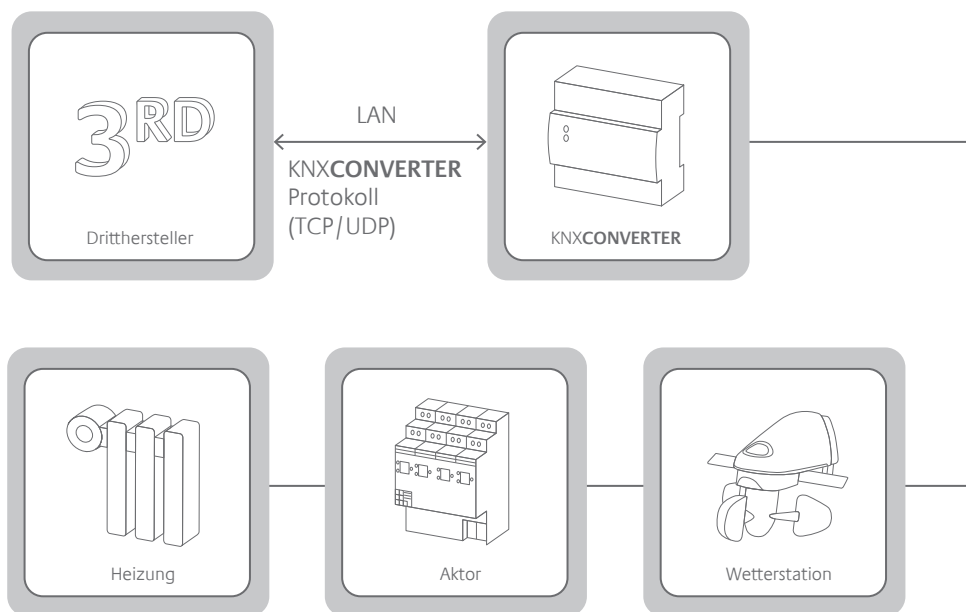 3RD
LAN
KNXCONVERTER
Protokoll
(TCP/UDP)
Dritthersteller
KNXCONVERTER
Heizung
Aktor
Wetterstation